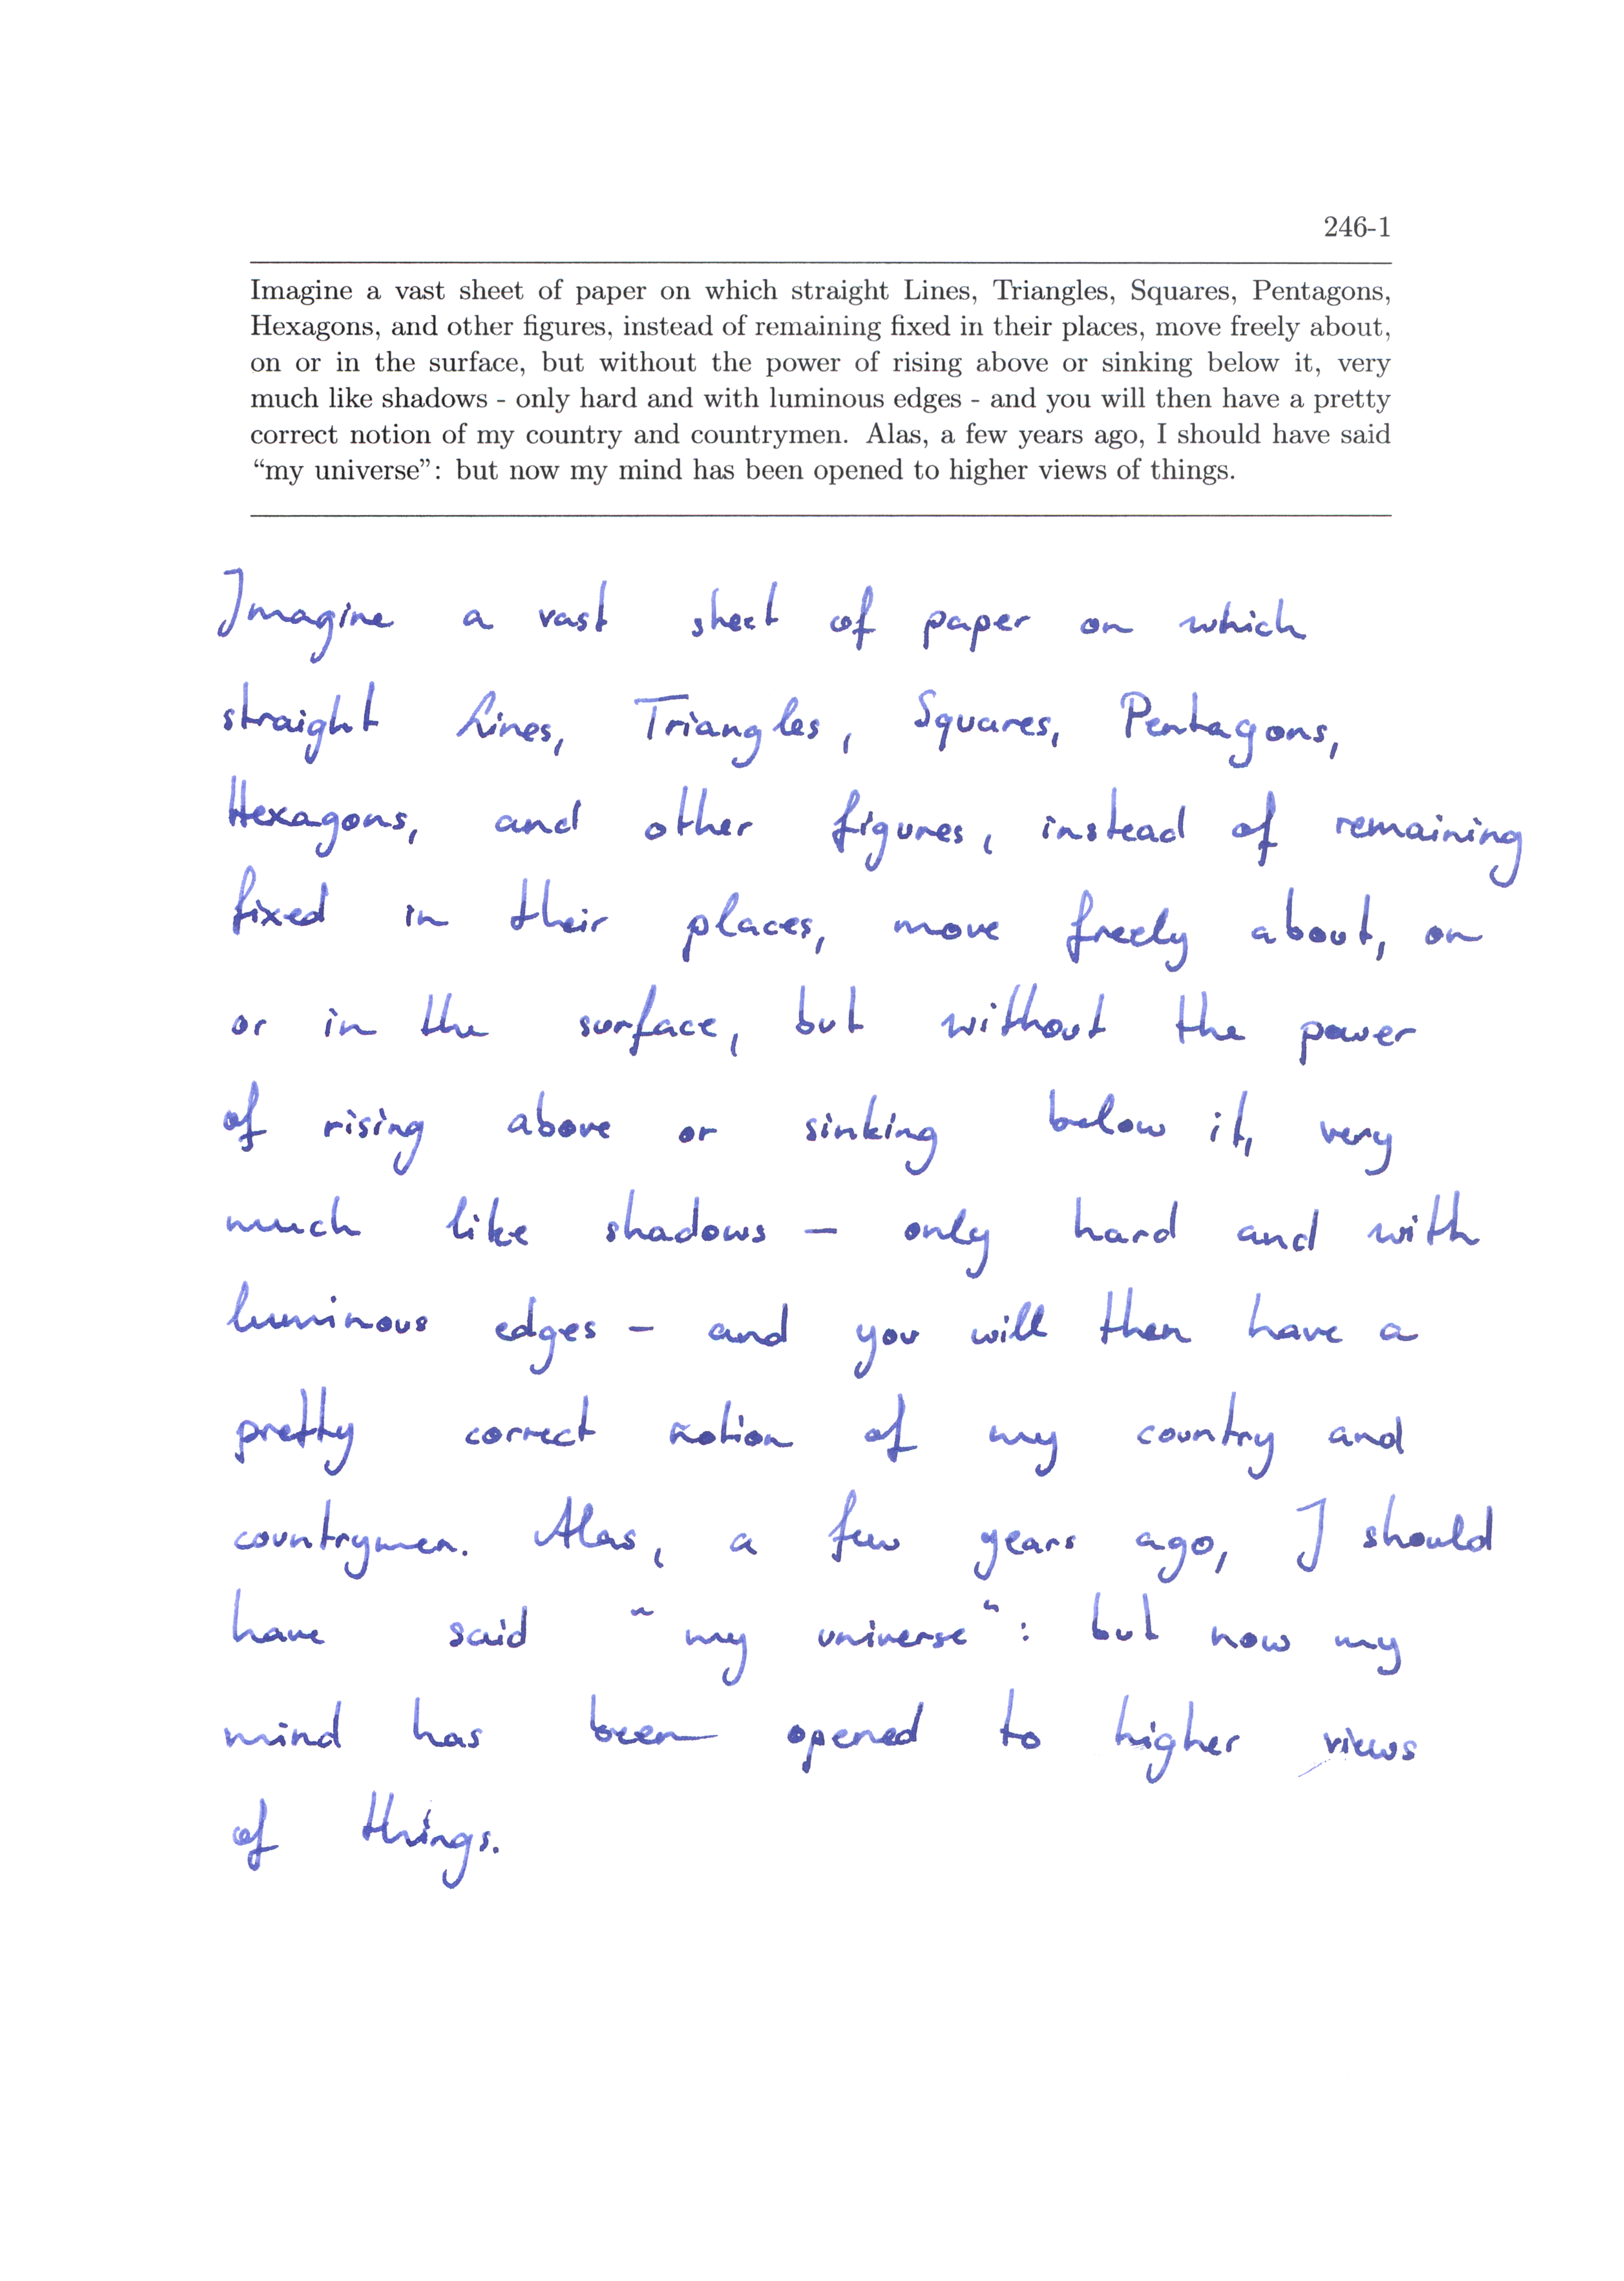 246-1
Imagine a vast sheet of paper on which straight Lines, Triangles, Squares, Pentagons,
Hexagons, and other figures, instead of remaining fixed in their places, move freely about,
on or in the surface, but without the power of rising above or sinking below it, very
much like shadows - only hard and with luminous edges - and you will then have a pretty
correct notion of my country and countrymen. Alas, a few years ago, I should have said
“my universe”: but now my mind has been opened to higher views of things.
Imagine a vast sheet of paper on which
straight Lines, Triangles, Squares, Pentagons,
Hexagons, and other figures, instead of remaining
fixed in their places, move freely about, on
or in the surface, but without the power
of rising above or sinking below it, very
much like shadows – only hard and with
luminous edges – and you will then have a
pretty correct notion of my country and
countrymen. Alas, a few years ago, I should
have said “my universe”: but now my
mind has been opened to higher views
of things.